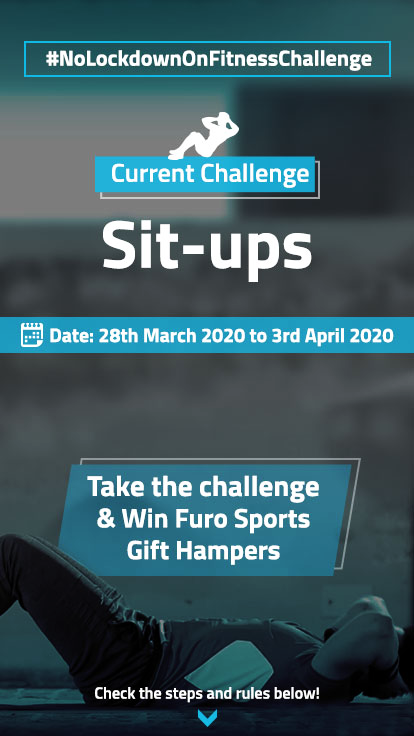 #NoLockdownOnFitnessChallenge
Current Challenge
Sit-ups
Date: 28th March 2020 to 3rd April 2020
Take the challenge
& Win Furo Sports
Gift Hampers
Check the steps and rules below!